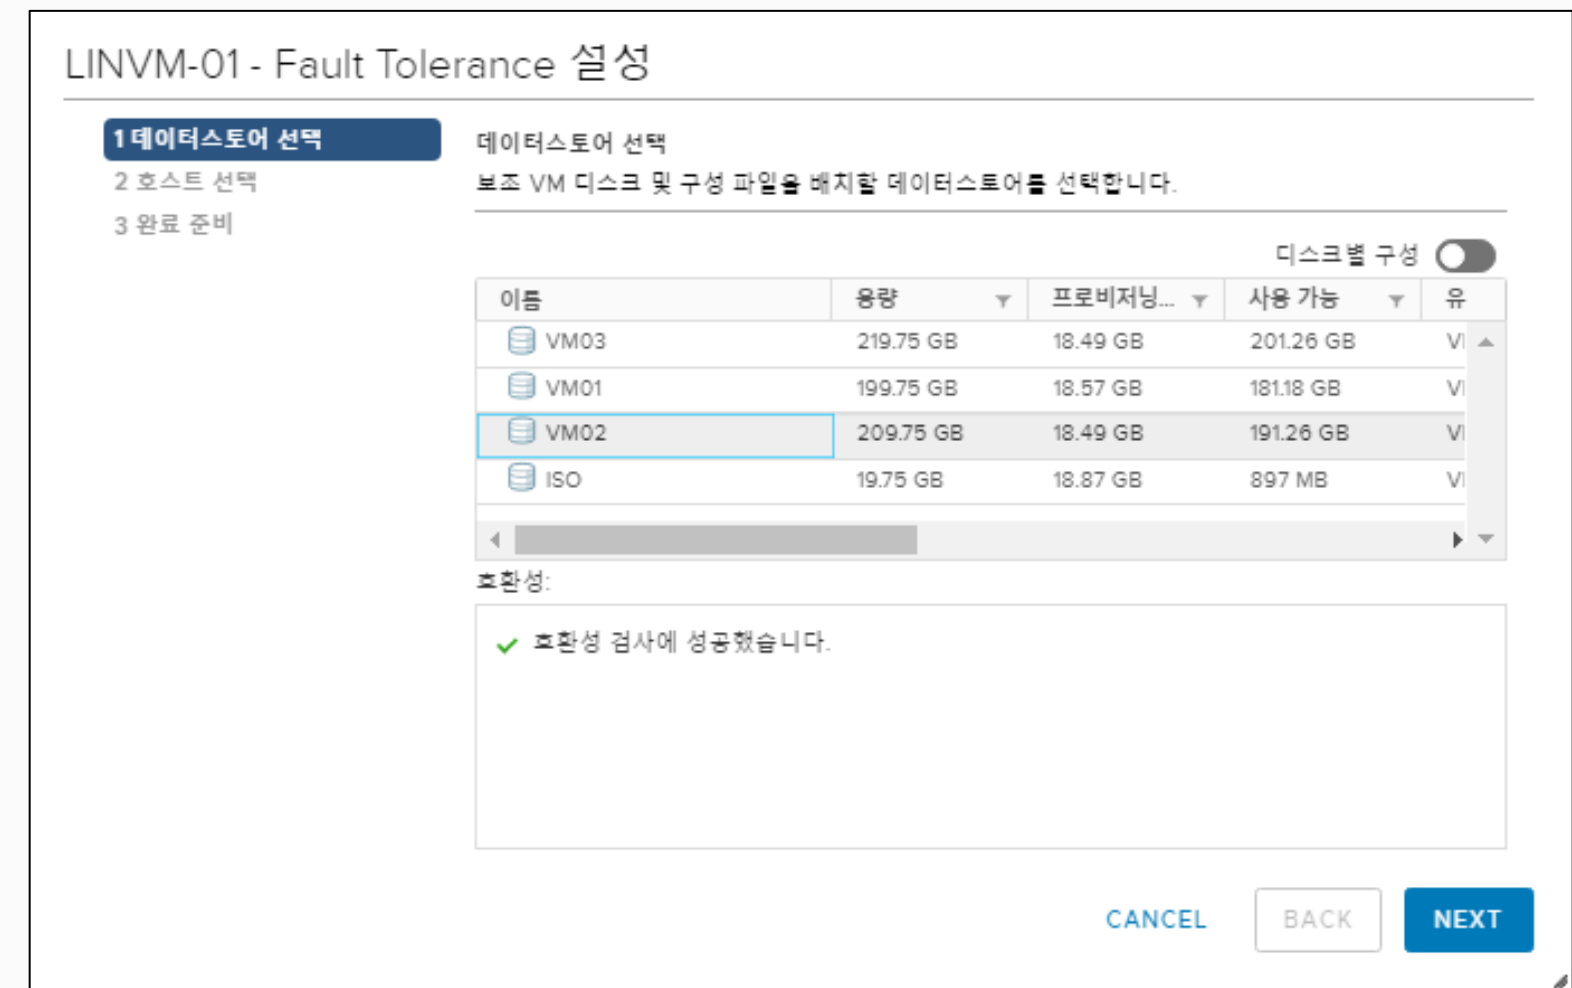 LINVM-01 - Fault Tolerance 설성
1 데이터스토어 선택
2 호스트 선택
3 완료 준비
데이터스토어 선택
보조 VM 디스크 및 구성 파일을 배치할 데이터스토어를 선택합니다.
디스크별 구성
이름 용량 프로비저닝... 사용 가능 유
VM03 219.75 GB 18.49 GB 201.26 GB
VM01 199.75 GB 18.57 GB 181.18 GB
VM02 209.75 GB 18.49 GB 191.26 GB
ISO 19.75 GB 18.87 GB 897 MB
호환성:
호환성 검사에 성공했습니다.
CANCEL BACK NEXT